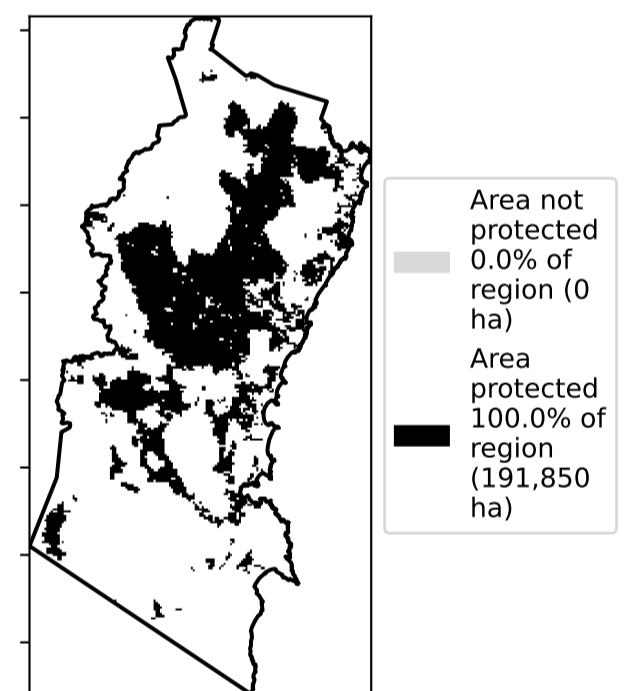 Area not
protected
0.0% of
region (0
ha)
Area
protected
100.0% of
region
(191,850
ha)